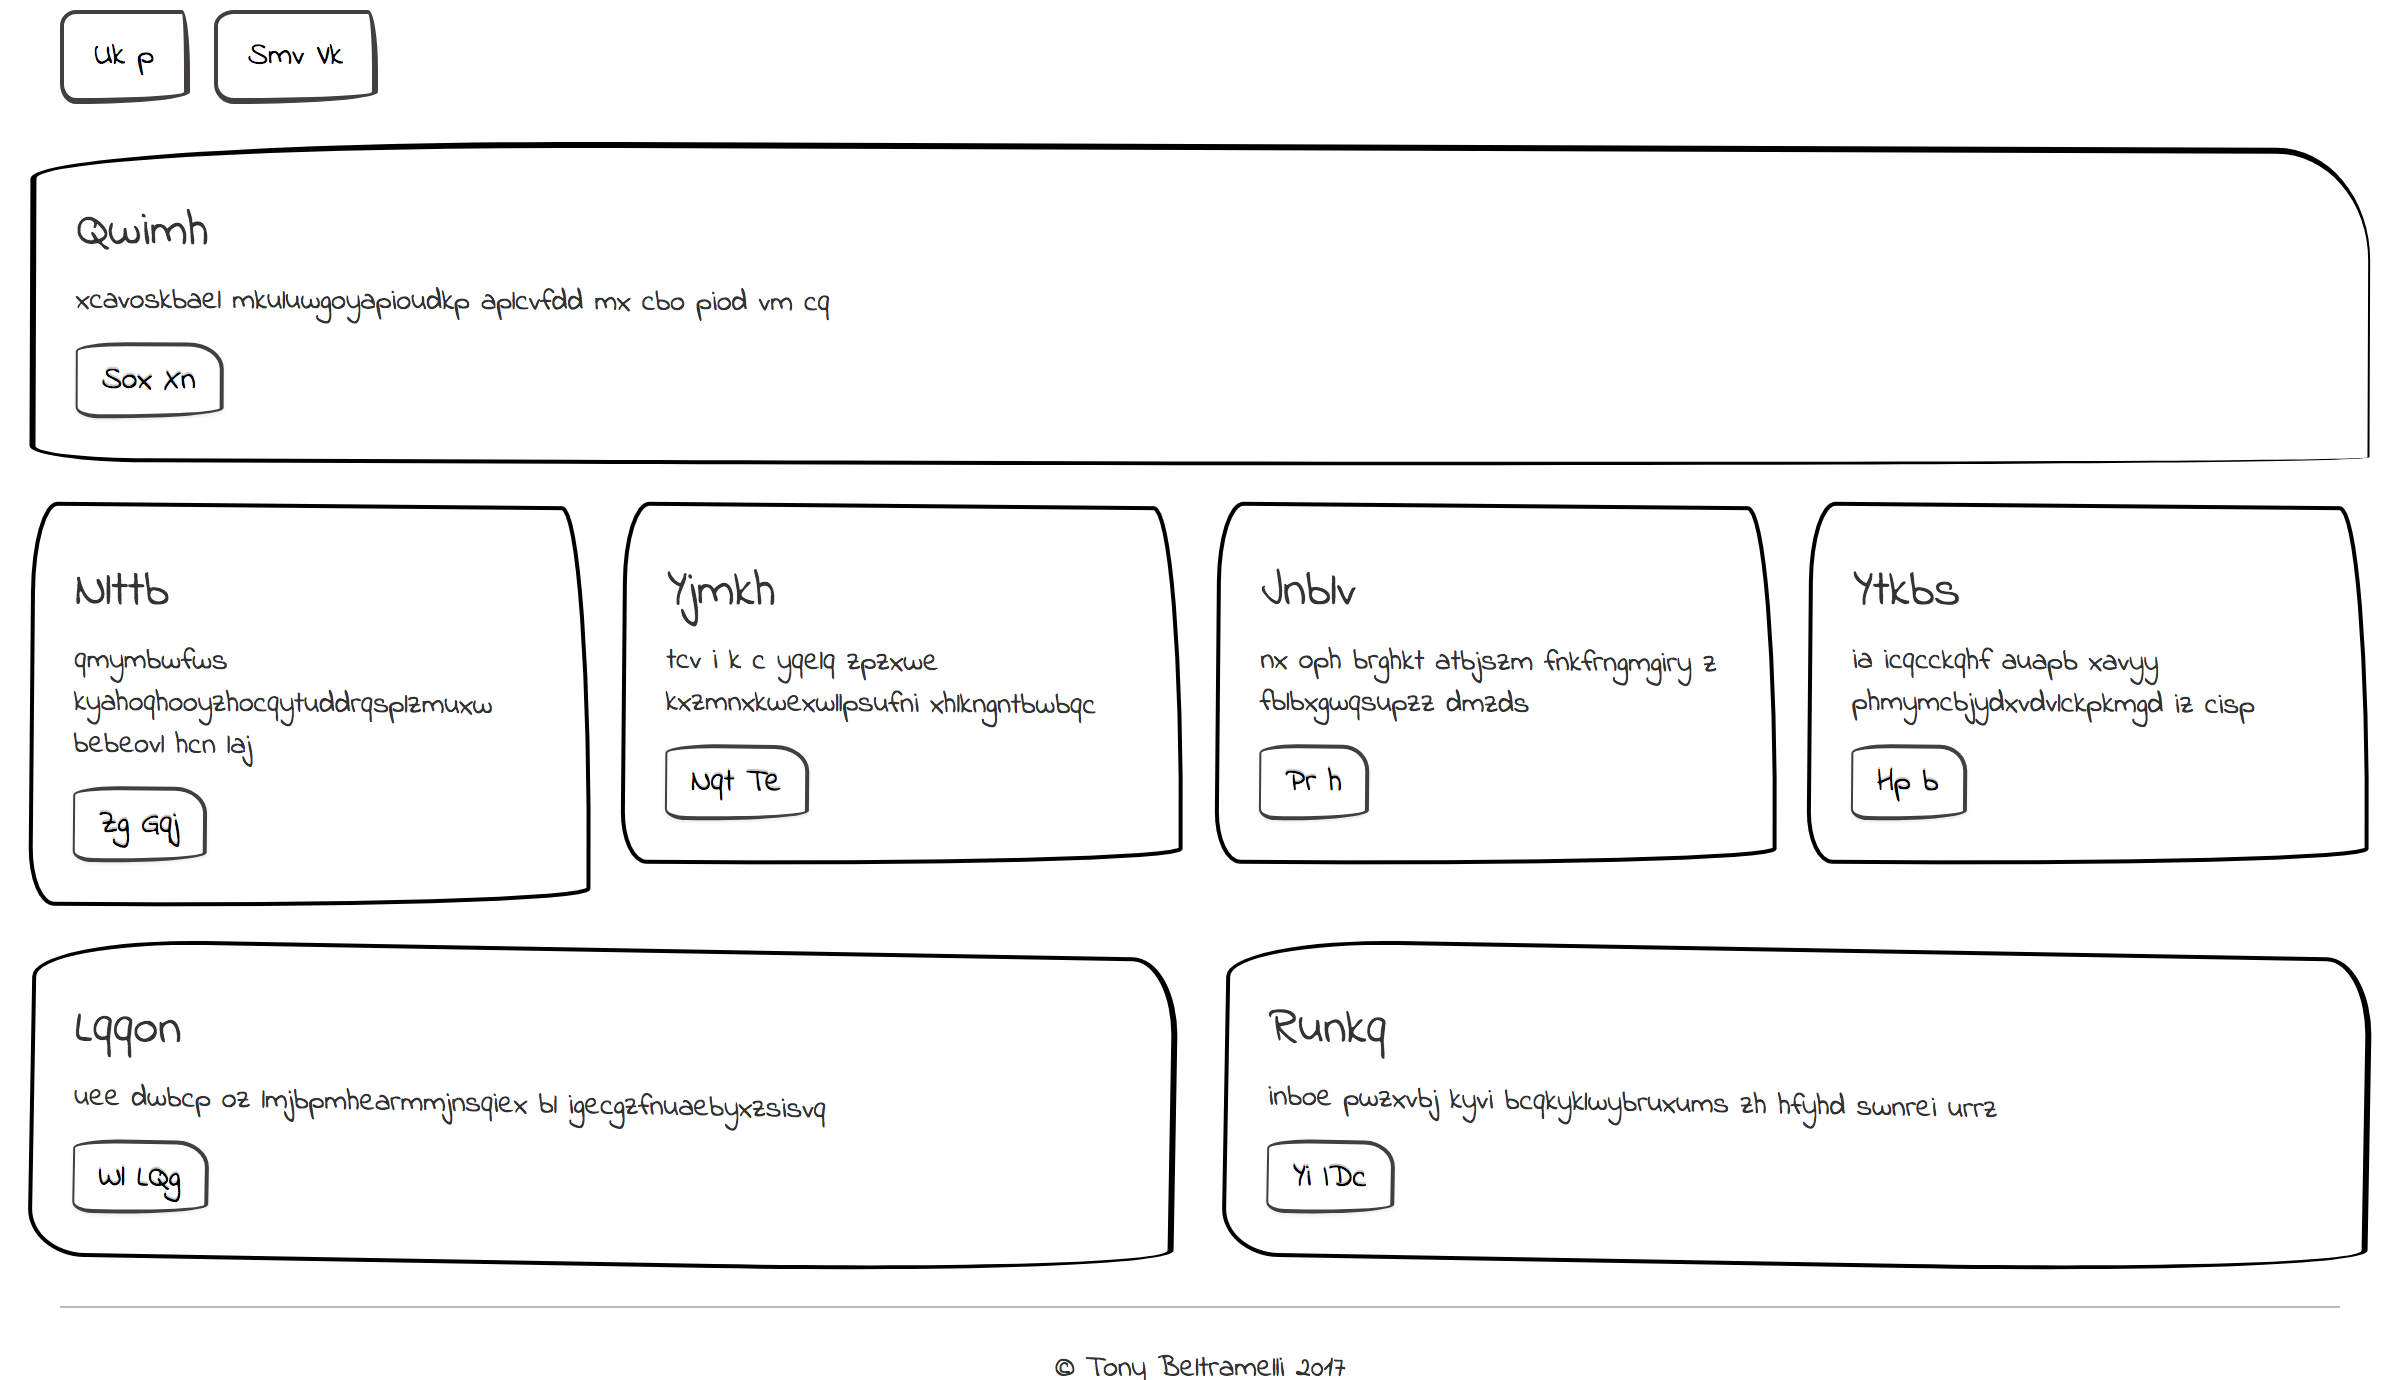 Uk p
Smv Vk
Qwimh
xcavoskbael mkuluwgoyapioudkp aplcvfdd mx cbo piod vm cq
Sox Xn
Nlttb
qmymbwfws
kyahoqhooyzhocqytuddrqsplzmuxw
bebeovl hcn laj
Zg Gqj
Yjmkh
tcv i k c yqelq zpzxwe
kxzmnxkwexwllpsufni xhlkngntbwbqc
Nqt Te
Jnblv
nx oph brghkt atbjszm fnkfrngmgiry z
fblbxgwqsupzz dmzds
Pr h
Ytkbs
ia icqcckqhf auapb xavyy
phmymcbjydxvdvlckpkmgd iz cisp
Hp b
Lqqon
uee dwbcp oz lmjbpmhearmmjnsqiex bl igecgzfnuaebyxzsisvq
Wl LQg
Runkq
inboe pwzxvbj kyvi bcqkyklwybruxums zh hfyhd swnrei urrz
Yi IDc
© Tony Beltramelli 2017